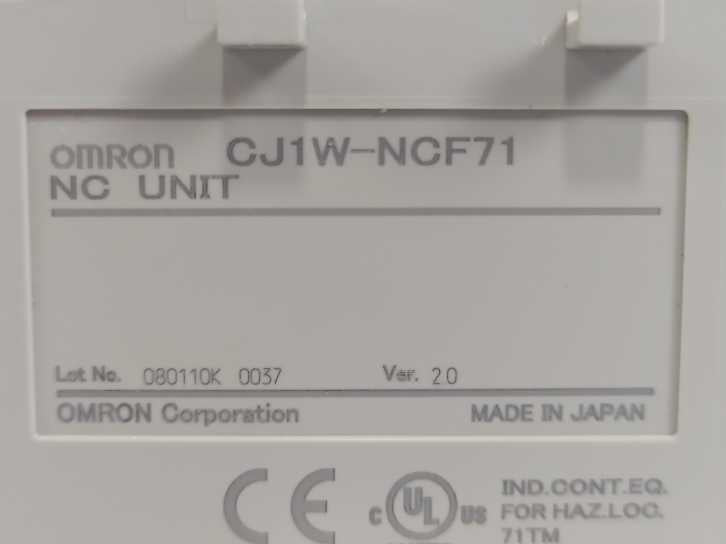 OMRON CJ1W-NCF71
NC UNIT
Lot No. 080110K 0037 Ver. 2.0
OMRON Corporation MADE IN JAPAN
CE C UL US IND.CONT.EQ.
FOR HAZ.LOC.
71TM